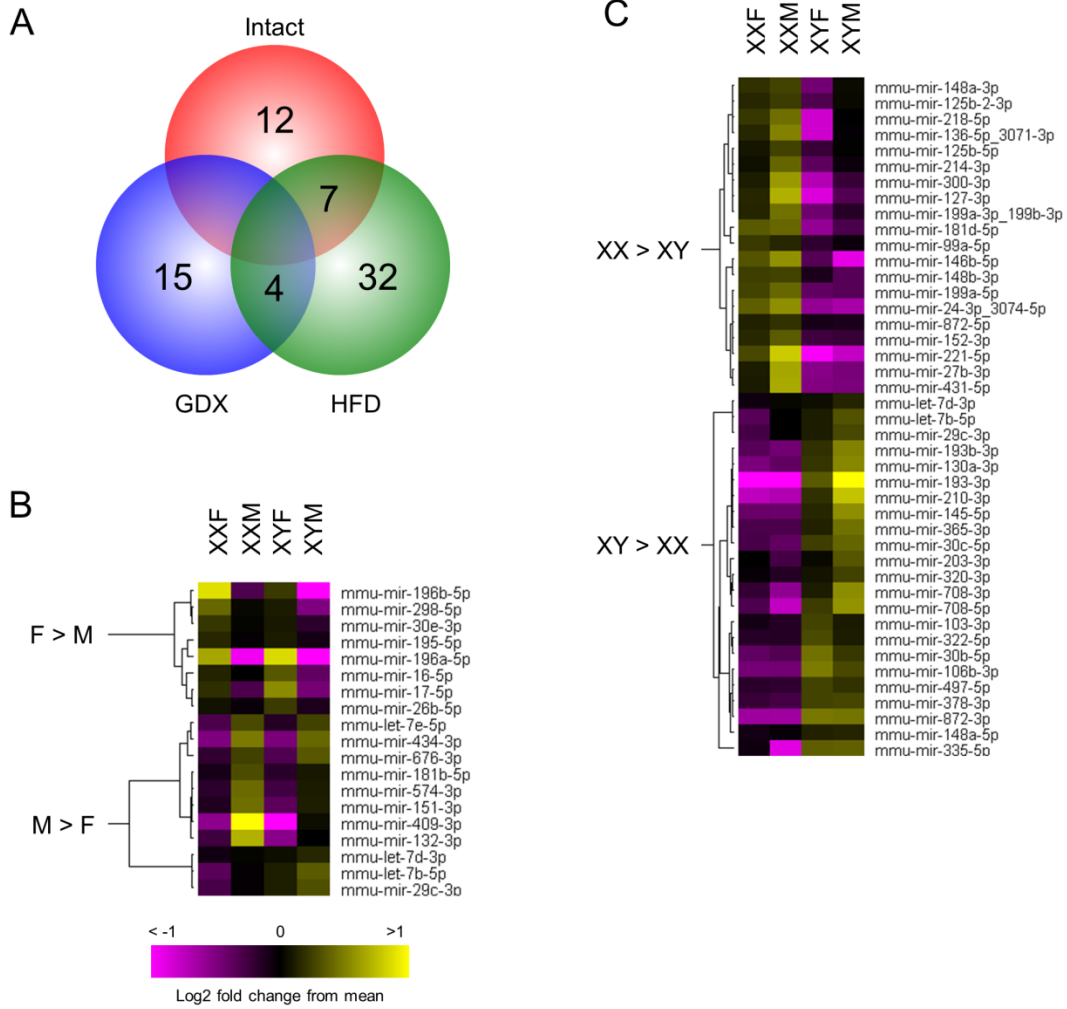 A
Intact
12
7
15
4
32
GDX
HFD
B
XXF
XXM
XYF
XYM
F > M
M > F
mmu-mir-196b-5p
mmu-mir-298-5p
mmu-mir-30e-3p
mmu-mir-195-5p
mmu-mir-196a-5p
mmu-mir-16-5p
mmu-mir-17-5p
mmu-mir-26b-5p
mmu-let-7e-5p
mmu-mir-434-3p
mmu-mir-676-3p
mmu-mir-181b-5p
mmu-mir-574-3p
mmu-mir-151-3p
mmu-mir-409-3p
mmu-mir-132-3p
mmu-let-7d-3p
mmu-let-7b-5p
mmu-mir-29c-3p
< -1 0 >1
Log2 fold change from mean
C
XXF
XXM
XYF
XYM
XX > XY
XY > XX
mmu-mir-148a-3p
mmu-mir-125b-2-3p
mmu-mir-218-5p
mmu-mir-136-5p_3071-3p
mmu-mir-125b-5p
mmu-mir-214-3p
mmu-mir-300-3p
mmu-mir-127-3p
mmu-mir-199a-3p_199b-3p
mmu-mir-181d-5p
mmu-mir-99a-5p
mmu-mir-146b-5p
mmu-mir-148b-3p
mmu-mir-199a-5p
mmu-mir-24-3p_3074-5p
mmu-mir-872-5p
mmu-mir-152-3p
mmu-mir-221-5p
mmu-mir-27b-3p
mmu-mir-431-5p
mmu-let-7d-3p
mmu-let-7b-5p
mmu-mir-29c-3p
mmu-mir-193b-3p
mmu-mir-130a-3p
mmu-mir-193-3p
mmu-mir-210-3p
mmu-mir-145-5p
mmu-mir-365-3p
mmu-mir-30c-5p
mmu-mir-203-3p
mmu-mir-320-3p
mmu-mir-708-3p
mmu-mir-708-5p
mmu-mir-103-3p
mmu-mir-322-5p
mmu-mir-30b-5p
mmu-mir-106b-3p
mmu-mir-497-5p
mmu-mir-378-3p
mmu-mir-872-3p
mmu-mir-148a-5p
mmu-mir-335-5p